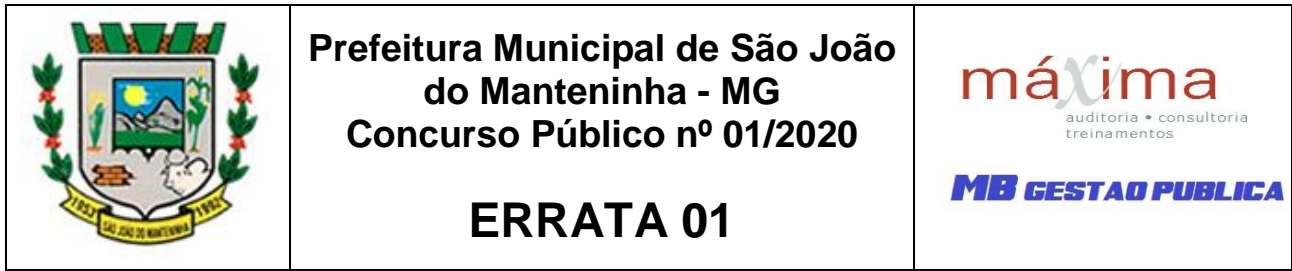 Prefeitura Municipal de São João
do Manteninha - MG
Concurso Público nº 01/2020
ERRATA 01
1953
SÃO JOÃO DO MANTENINHA
1992
máxima
auditoria • consultoria
treinamentos
MB GESTAO PUBLICA